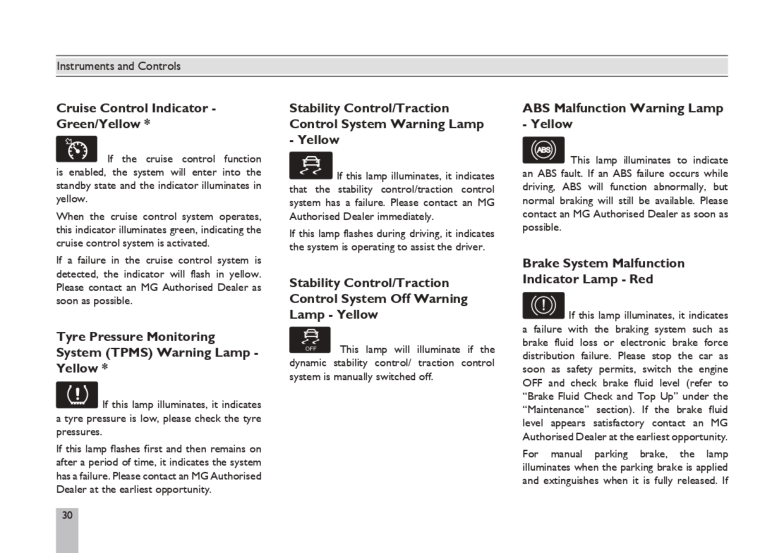 Instruments and Controls
Cruise Control Indicator -
Green/Yellow *
If the cruise control function
is enabled, the system will enter into the
standby state and the indicator illuminates in
yellow.
When the cruise control system operates,
this indicator illuminates green, indicating the
cruise control system is activated.
If a failure in the cruise control system is
detected, the indicator will flash in yellow.
Please contact an MG Authorised Dealer as
soon as possible.
Tyre Pressure Monitoring
System (TPMS) Warning Lamp -
Yellow *
If this lamp illuminates, it indicates
a tyre pressure is low, please check the tyre
pressures.
If this lamp flashes first and then remains on
after a period of time, it indicates the system
has a failure. Please contact an MG Authorised
Dealer at the earliest opportunity.
Stability Control/Traction
Control System Warning Lamp
- Yellow
If this lamp illuminates, it indicates
that the stability control/traction control
system has a failure. Please contact an MG
Authorised Dealer immediately.
If this lamp flashes during driving, it indicates
the system is operating to assist the driver.
Stability Control/Traction
Control System Off Warning
Lamp - Yellow
OFF
This lamp will illuminate if the
dynamic stability control/ traction control
system is manually switched off.
ABS Malfunction Warning Lamp
- Yellow
ABS
This lamp illuminates to indicate
an ABS fault. If an ABS failure occurs while
driving, ABS will function abnormally, but
normal braking will still be available. Please
contact an MG Authorised Dealer as soon as
possible.
Brake System Malfunction
Indicator Lamp - Red
If this lamp illuminates, it indicates
a failure with the braking system such as
brake fluid loss or electronic brake force
distribution failure. Please stop the car as
soon as safety permits, switch the engine
OFF and check brake fluid level (refer to
“Brake Fluid Check and Top Up” under the
“Maintenance” section). If the brake fluid
level appears satisfactory contact an MG
Authorised Dealer at the earliest opportunity.
For manual parking brake, the lamp
illuminates when the parking brake is applied
and extinguishes when it is fully released. If
30